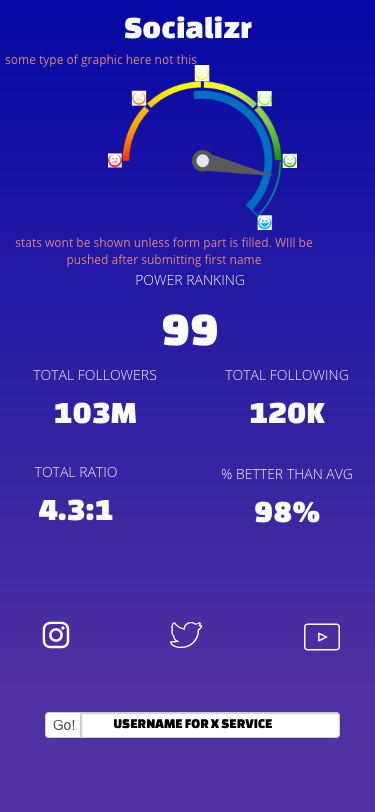 Socializr
some type of graphic here not this
stats wont be shown unless form part is filled. WIll be
pushed after submitting first name
POWER RANKING
99
TOTAL FOLLOWERS
TOTAL FOLLOWING
103M
120K
TOTAL RATIO
% BETTER THAN AVG
4.3:1
98%
Go!
USERNAME FOR X SERVICE